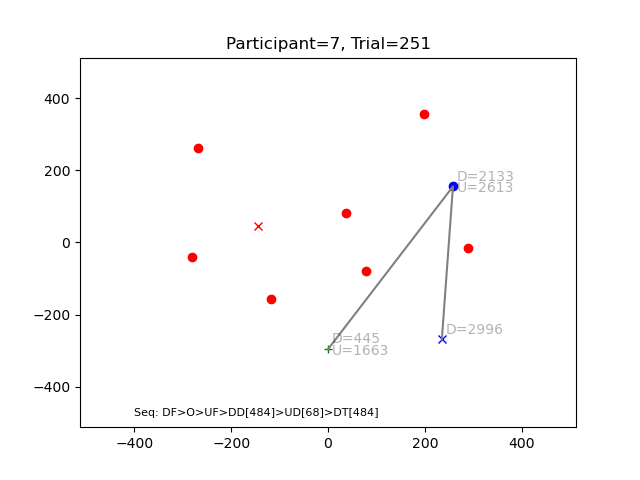 Participant=7, Trial=251
400
200
0
−200
−400
D=2133
U=2613
D=445
U=1663
D=2996
Seq: DF>O>UF>DD[484]>UD[68]>DT[484]
−400 −200 0 200 400